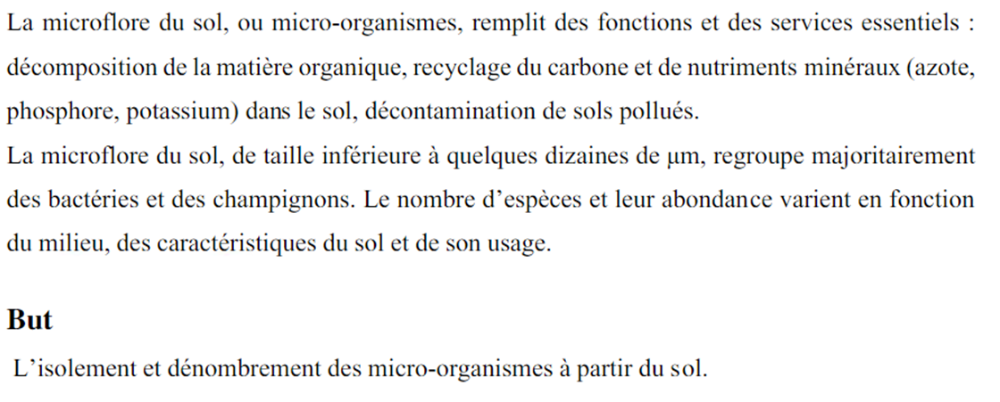 La microflore du sol, ou micro-organismes, remplit des fonctions et des services essentiels :
décomposition de la matière organique, recyclage du carbone et de nutriments minéraux (azote,
phosphore, potassium) dans le sol, décontamination de sols pollués.
La microflore du sol, de taille inférieure à quelques dizaines de μm, regroupe majoritairement
des bactéries et des champignons. Le nombre d’espèces et leur abondance varient en fonction
du milieu, des caractéristiques du sol et de son usage.
But
L’isolement et dénombrement des micro-organismes à partir du sol.